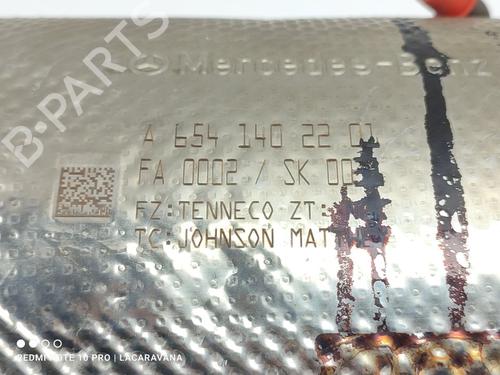 B-PARTS
Mercedes-Benz
A 654 140 22 01
FA 0002 / SK 00
FZ:TENNECO ZT:
TC:JOHNSON MATTHEY
REDMI NOTE 10 PRO | LACARAVANA